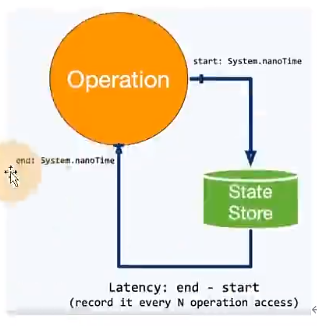 start: System.nanoTime
Operation
end: System.nanoTime
State
Store
Latency: end - start
(record it every N operation access)